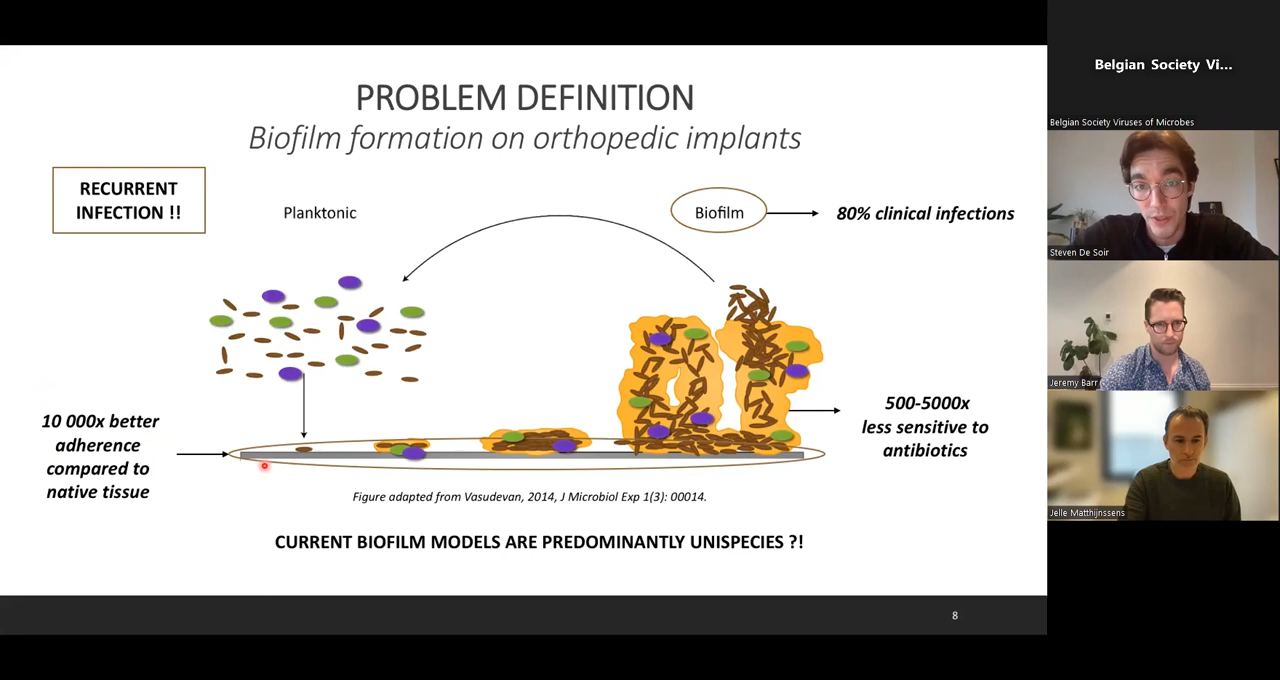 PROBLEM DEFINITION
Biofilm formation on orthopedic implants
RECURRENT
INFECTION !!
Planktonic
Biofilm
80% clinical infections
10 000x better
adherence
compared to
native tissue
500-5000x
less sensitive to
antibiotics
Figure adapted from Vasudevan, 2014, J Microbiol Exp 1(3): 00014.
CURRENT BIOFILM MODELS ARE PREDOMINANTLY UNISPECIES ?!
8
Belgian Society Vi...
Belgian Society Viruses of Microbes
Steven De Soir
Jeremy Barr
Jelle Matthijnssens